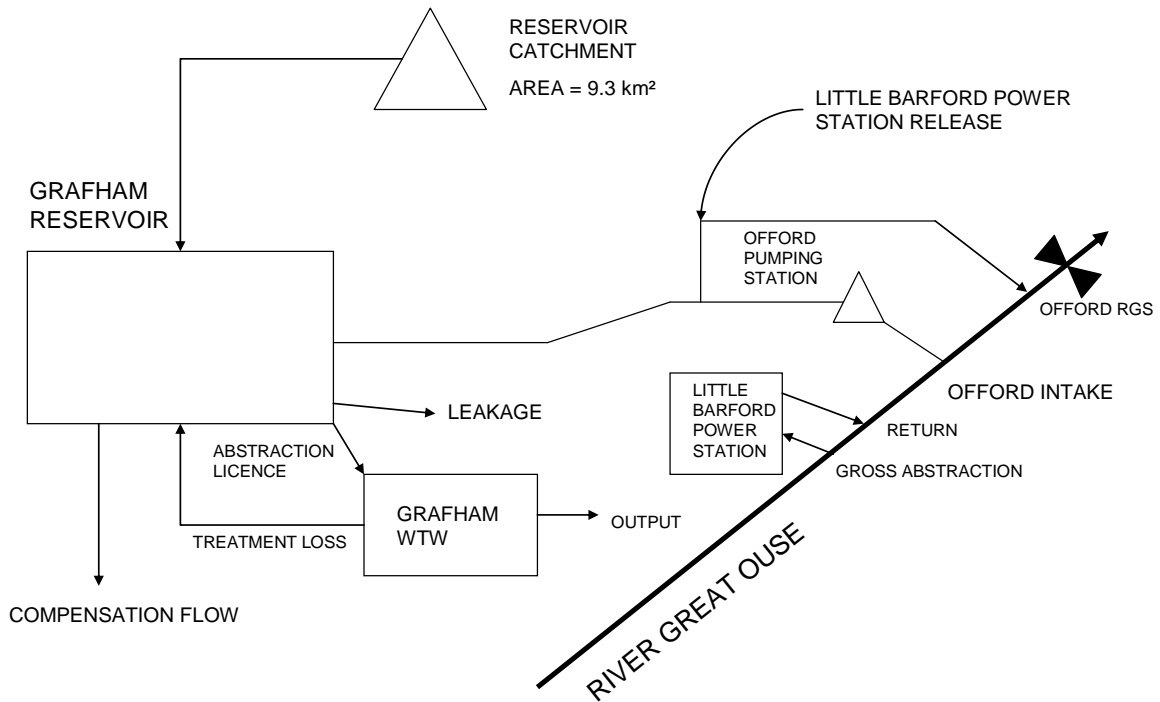 RESERVOIR
CATCHMENT
AREA = 9.3 km²
LITTLE BARFORD POWER
STATION RELEASE
GRAFHAM
RESERVOIR
OFFORD
PUMPING
STATION
OFFORD RGS
OFFORD INTAKE
LITTLE
BARFORD
POWER
STATION
RETURN
GROSS ABSTRACTION
LEAKAGE
ABSTRACTION
LICENCE
GRAFHAM
WTW
OUTPUT
TREATMENT LOSS
COMPENSATION FLOW
RIVER GREAT OUSE